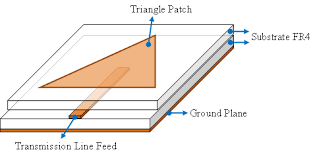 Triangle Patch
Substrate FR4
Ground Plane
Transmission Line Feed